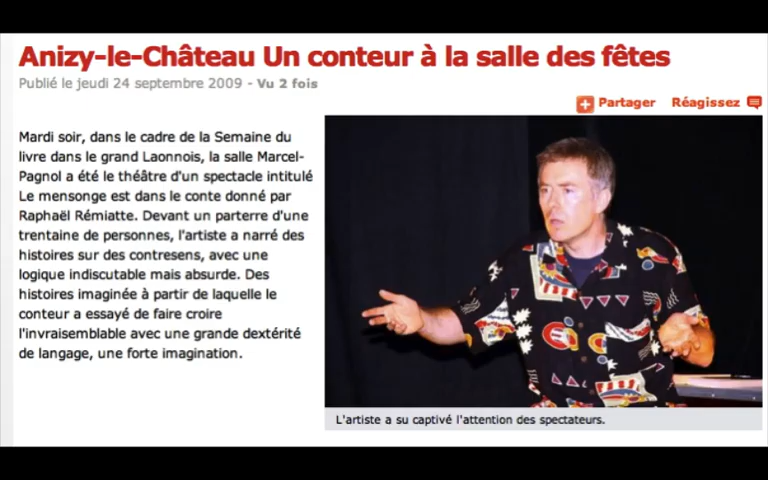 Anizy-le-Château Un conteur à la salle des fêtes
Publié le jeudi 24 septembre 2009 - Vu 2 fois
Partager Réagissez
Mardi soir, dans le cadre de la Semaine du
livre dans le grand Laonnois, la salle Marcel-
Pagnol a été le théâtre d'un spectacle intitulé
Le mensonge est dans le conte donné par
Raphaël Rémiatte. Devant un parterre d'une
trentaine de personnes, l'artiste a narré des
histoires sur des contresens, avec une
logique indiscutable mais absurde. Des
histoires imaginée à partir de laquelle le
conteur a essayé de faire croire
l'invraisemblable avec une grande dextérité
de langage, une forte imagination.
L'artiste a su captivé l'attention des spectateurs.